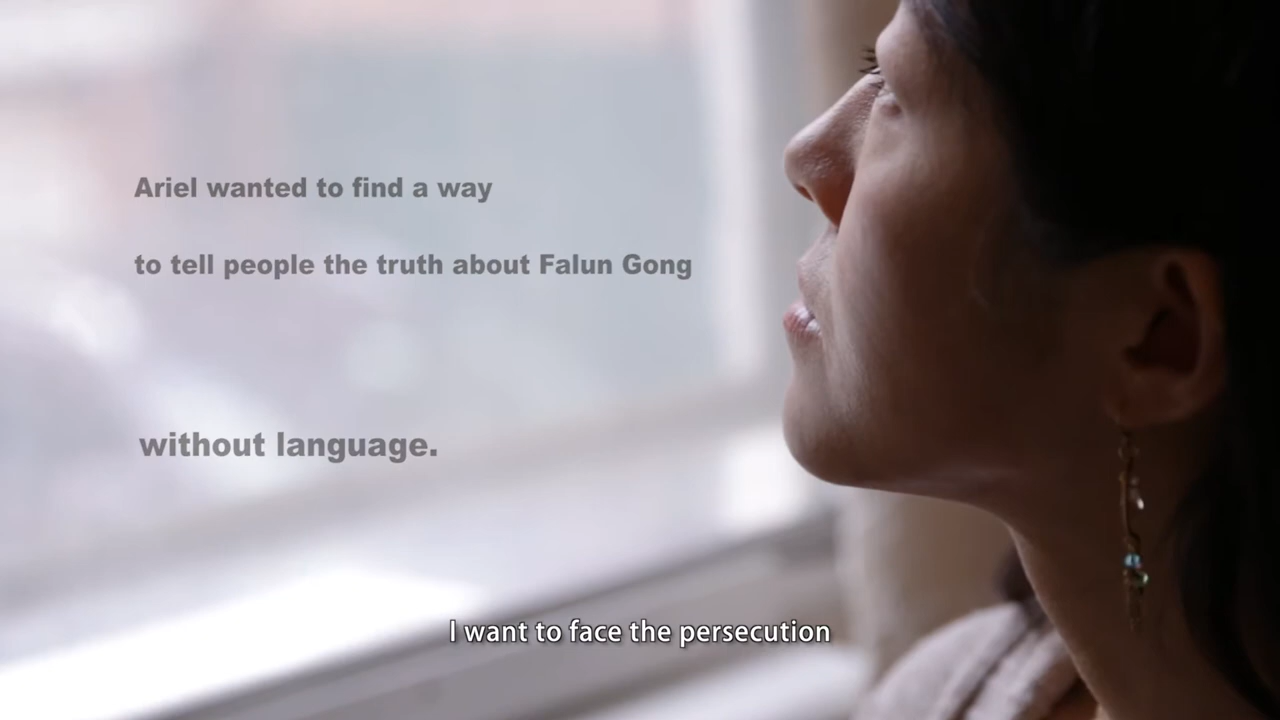 Ariel wanted to find a way
to tell people the truth about Falun Gong
without language.
I want to face the persecution